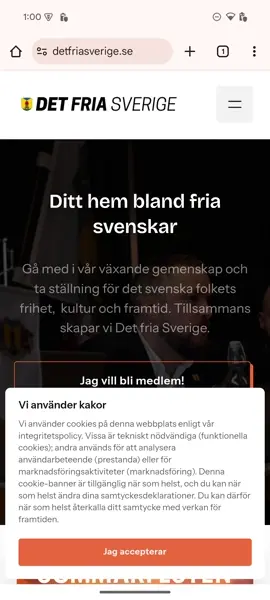 1:00
detfriasverige.se
1
DET FRIA SVERIGE
Ditt hem bland fria
svenskar
Gå med i vår växande gemenskap och
ta ställning för det svenska folkets
frihet, kultur och framtid. Tillsammans
skapar vi Det fria Sverige.
Jag vill bli medlem!
Vi använder kakor
Vi använder cookies på denna webbplats enligt vår
integritetspolicy. Vissa är tekniskt nödvändiga (funktionella
cookies); andra används för att analysera
användarbeteende (prestanda) eller för
marknadsföringsaktiviteter (marknadsföring). Denna
cookie-banner är tillgänglig när som helst, och du kan när
som helst ändra dina samtyckesdeklarationer. Du kan därför
när som helst återkalla ditt samtycke med verkan för
framtiden.
Jag accepterar